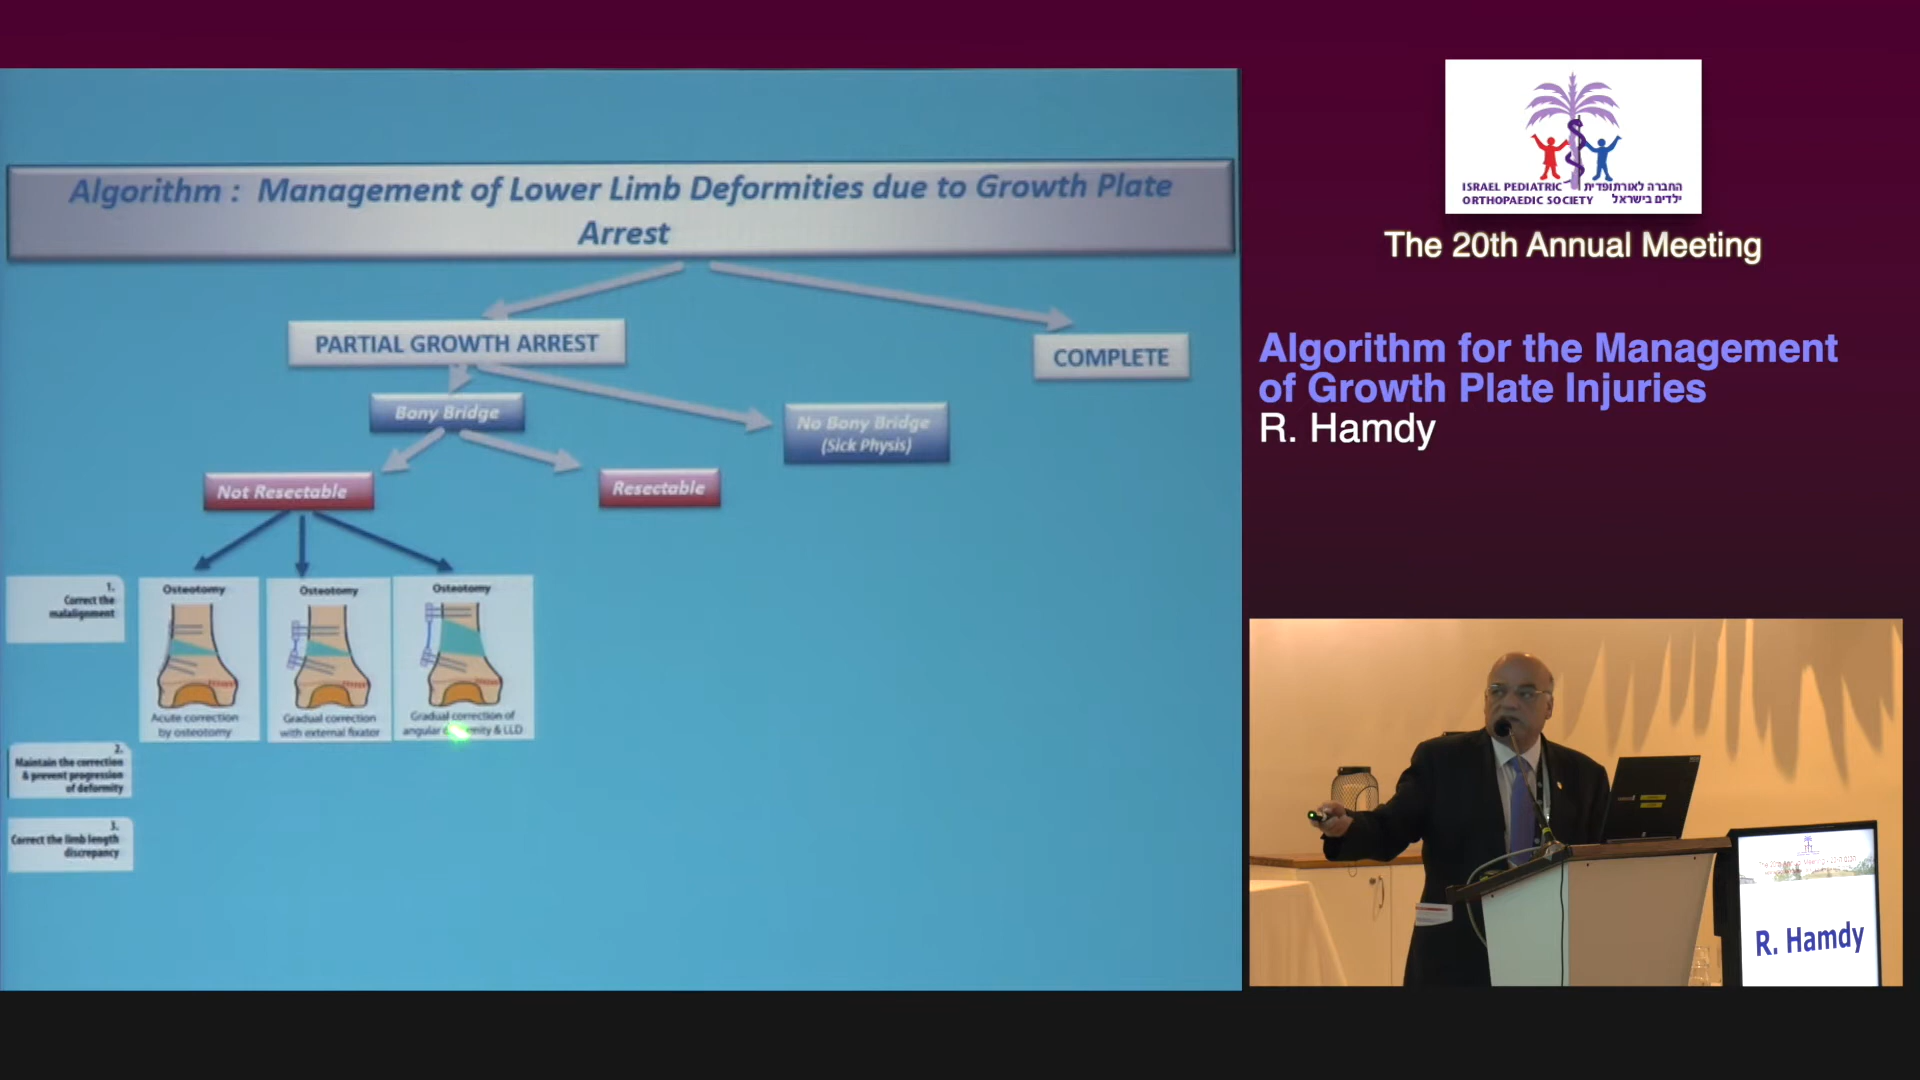 Algorithm : Management of Lower Limb Deformities due to Growth Plate
Arrest
PARTIAL GROWTH ARREST
COMPLETE
Bony Bridge
No Bony Bridge
(Sick Physis)
Not Resectable
Resectable
1.
Correct the
malalignment
Osteotomy
Acute correction
by osteotomy
Osteotomy
Gradual correction
with external fixator
Osteotomy
Gradual correction of
angular & LLD
2.
Maintain the correction
& prevent progression
of deformity
3.
Correct the limb length
discrepancy
ISRAEL PEDIATRIC החברה לאורתופדית
ORTHOPAEDIC SOCIETY ילדים בישראל
The 20th Annual Meeting
Algorithm for the Management
of Growth Plate Injuries
R. Hamdy
R. Hamdy